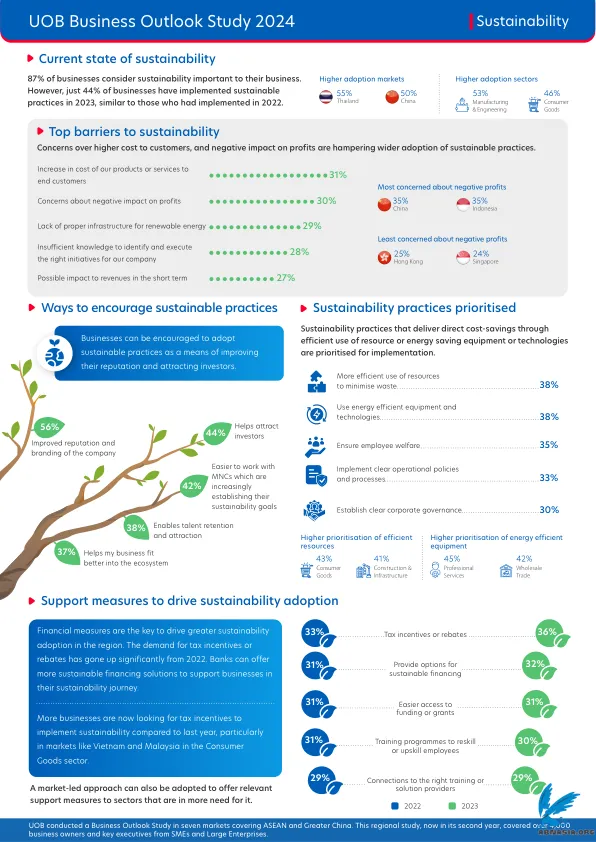 UOB Business Outlook Study 2024
Sustainability
Current state of sustainability
87% of businesses consider sustainability important to their business.
However, just 44% of businesses have implemented sustainable
practices in 2023, similar to those who had implemented in 2022.
Higher adoption markets
55%
Thailand
50%
China
Higher adoption sectors
53%
Manufacturing
& Engineering
46%
Consumer
Goods
Top barriers to sustainability
Concerns over higher cost to customers, and negative impact on profits are hampering wider adoption of sustainable practices.
Increase in cost of our products or services to
end customers
31%
Concerns about negative impact on profits
30%
Lack of proper infrastructure for renewable energy
29%
Insufficient knowledge to identify and execute
the right initiatives for our company
28%
Possible impact to revenues in the short term
27%
Most concerned about negative profits
35%
China
35%
Indonesia
Least concerned about negative profits
25%
Hong Kong
24%
Singapore
Ways to encourage sustainable practices
Businesses can be encouraged to adopt
sustainable practices as a means of improving
their reputation and attracting investors.
56%
Improved reputation and
branding of the company
44%
Helps attract
investors
42%
Easier to work with
MNCs which are
increasingly
establishing their
sustainability goals
38%
Enables talent retention
and attraction
37%
Helps my business fit
better into the ecosystem
Sustainability practices prioritised
Sustainability practices that deliver direct cost-savings through
efficient use of resource or energy saving equipment or technologies
are prioritised for implementation.
More efficient use of resources
to minimise waste
38%
Use energy efficient equipment and
technologies
38%
Ensure employee welfare
35%
Implement clear operational policies
and processes
33%
Establish clear corporate governance
30%
Higher prioritisation of efficient
resources
43%
Consumer
Goods
41%
Construction &
Infrastructure
Higher prioritisation of energy efficient
equipment
45%
Professional
Services
42%
Wholesale
Trade
Support measures to drive sustainability adoption
Financial measures are the key to drive greater sustainability
adoption in the region. The demand for tax incentives or
rebates has gone up significantly from 2022. Banks can offer
more sustainable financing solutions to support businesses in
their sustainability journey.
More businesses are now looking for tax incentives to
implement sustainability compared to last year, particularly
in markets like Vietnam and Malaysia in the Consumer
Goods sector.
A market-led approach can also be adopted to offer relevant
support measures to sectors that are in more need for it.
33%
Tax incentives or rebates
36%
31%
Provide options for
sustainable financing
32%
31%
Easier access to
funding or grants
31%
31%
Training programmes to reskill
or upskill employees
30%
29%
Connections to the right training or
solution providers
29%
2022
2023
UOB conducted a Business Outlook Study in seven markets covering ASEAN and Greater China. This regional study, now in its second year, covered over 4,000
business owners and key executives from SMEs and Large Enterprises.